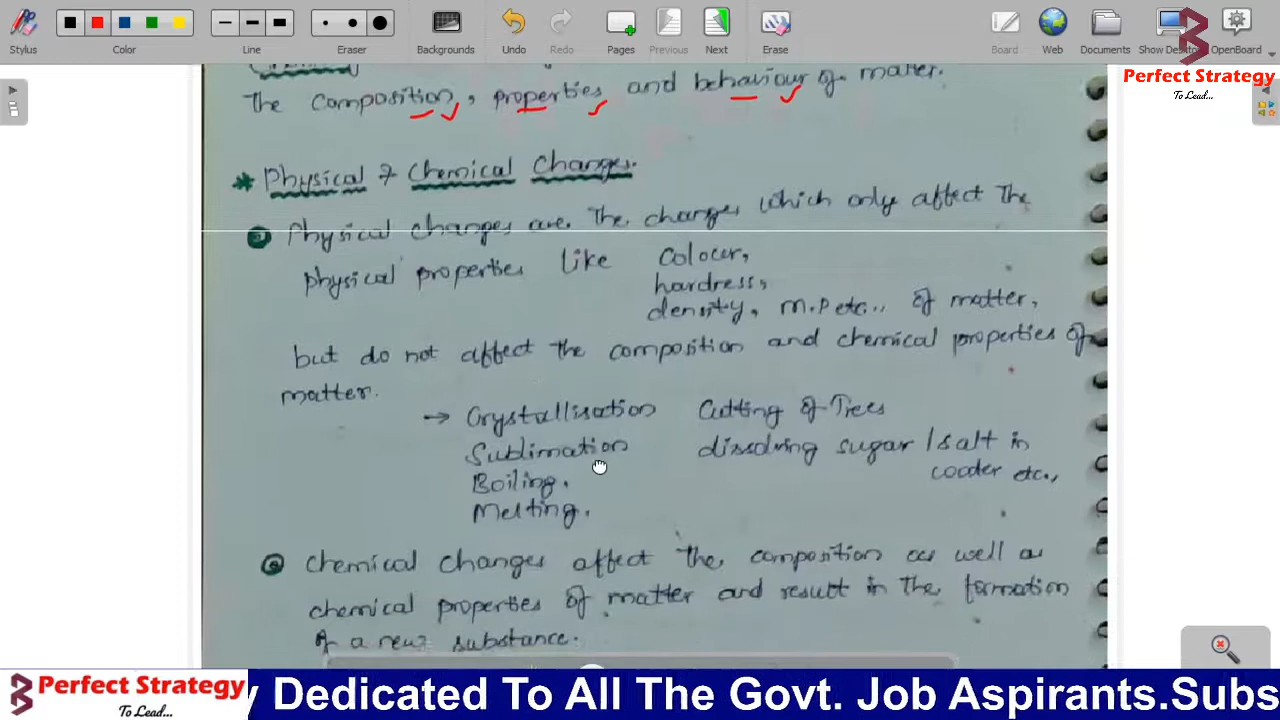 Stylus
Color
Line
Eraser
Backgrounds
Undo
Redo
Pages
Previous
Next
Erase
Board
Web
Documents
Show Desktop
OpenBoard
Perfect Strategy
To Lead...
The composition, properties and behaviour of matter.
* Physical & Chemical Changes.
Physical changes are the changes which only affect the
physical properties like colour,
hardness,
density, m.p etc., of matter,
but do not affect the composition and chemical properties of
matter.
→ Crystallisation Cutting of Trees
Sublimation dissolving sugar / salt in
Boiling. water etc.,
Melting.
Chemical changes affect the composition as well as
chemical properties of matter and result in the formation
of a new substance.
Perfect Strategy
To Lead...
y Dedicated To All The Govt. Job Aspirants.Subs